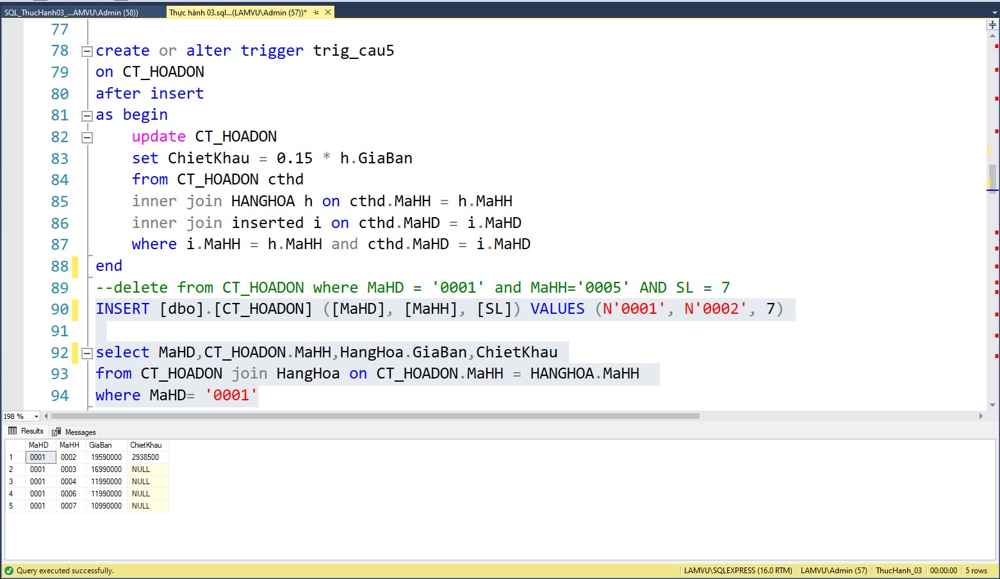 SQL_ThucHanh03_...AMVU\Admin (58))
Thực hành 03.sql...(LAMVU\Admin (57))*
77
78 create or alter trigger trig_cau5
79 on CT_HOADON
80 after insert
81 as begin
82 update CT_HOADON
83 set ChietKhau = 0.15 * h.GiaBan
84 from CT_HOADON cthd
85 inner join HANGHOA h on cthd.MaHH = h.MaHH
86 inner join inserted i on cthd.MaHD = i.MaHD
87 where i.MaHH = h.MaHH and cthd.MaHD = i.MaHD
88 end
89 --delete from CT_HOADON where MaHD = '0001' and MaHH='0005' AND SL = 7
90 INSERT [dbo].[CT_HOADON] ([MaHD], [MaHH], [SL]) VALUES (N'0001', N'0002', 7)
91
92 select MaHD,CT_HOADON.MaHH,HangHoa.GiaBan,ChietKhau
93 from CT_HOADON join HangHoa on CT_HOADON.MaHH = HANGHOA.MaHH
94 where MaHD= '0001'
198 %
Results Messages
MaHD MaHH GiaBan ChietKhau
1 0001 0002 19590000 2938500
2 0001 0003 16990000 NULL
3 0001 0004 11990000 NULL
4 0001 0006 11990000 NULL
5 0001 0007 10990000 NULL
Query executed successfully.
LAMVU\SQLEXPRESS (16.0 RTM) LAMVU\Admin (57) ThucHanh_03 00:00:00 5 rows